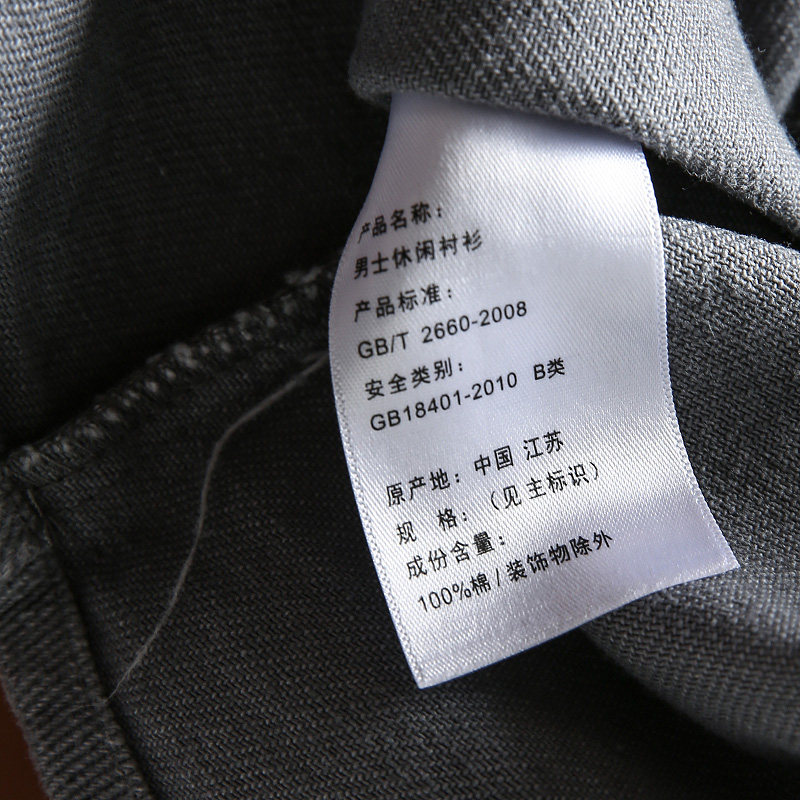 产品名称：
男士休闲衬衫
产品标准：
GB/T 2660-2008
安全类别：
GB18401-2010 B类
原产地：中国 江苏
规 格：（见主标识）
成份含量：
100%棉/装饰物除外